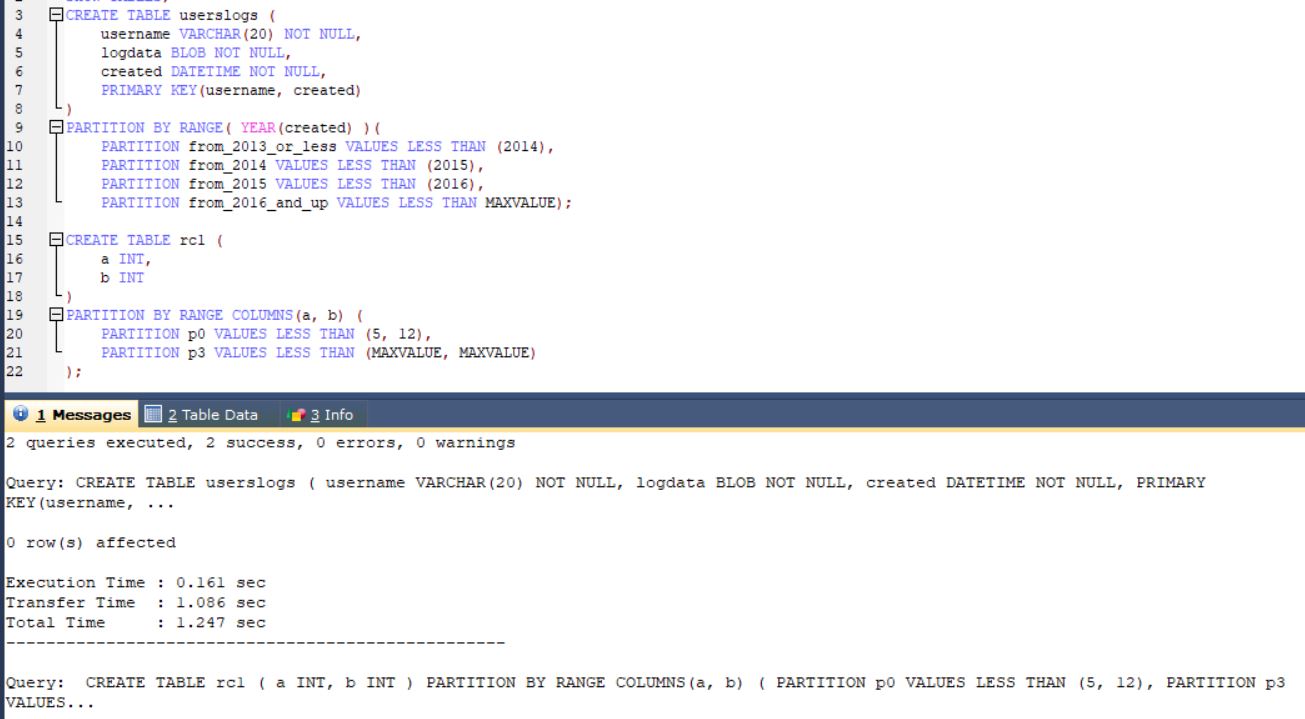 3 CREATE TABLE userslogs (
4 username VARCHAR(20) NOT NULL,
5 logdata BLOB NOT NULL,
6 created DATETIME NOT NULL,
7 PRIMARY KEY(username, created)
8 )
9 PARTITION BY RANGE( YEAR(created) )(
10 PARTITION from_2013_or_less VALUES LESS THAN (2014),
11 PARTITION from_2014 VALUES LESS THAN (2015),
12 PARTITION from_2015 VALUES LESS THAN (2016),
13 PARTITION from_2016_and_up VALUES LESS THAN MAXVALUE);
14
15 CREATE TABLE rc1 (
16 a INT,
17 b INT
18 )
19 PARTITION BY RANGE COLUMNS(a, b) (
20 PARTITION p0 VALUES LESS THAN (5, 12),
21 PARTITION p3 VALUES LESS THAN (MAXVALUE, MAXVALUE)
22 );
1 Messages 2 Table Data 3 Info
2 queries executed, 2 success, 0 errors, 0 warnings
Query: CREATE TABLE userslogs ( username VARCHAR(20) NOT NULL, logdata BLOB NOT NULL, created DATETIME NOT NULL, PRIMARY
KEY(username, ...
0 row(s) affected
Execution Time : 0.161 sec
Transfer Time : 1.086 sec
Total Time : 1.247 sec
--------------------------------------------------
Query: CREATE TABLE rc1 ( a INT, b INT ) PARTITION BY RANGE COLUMNS(a, b) ( PARTITION p0 VALUES LESS THAN (5, 12), PARTITION p3
VALUES...